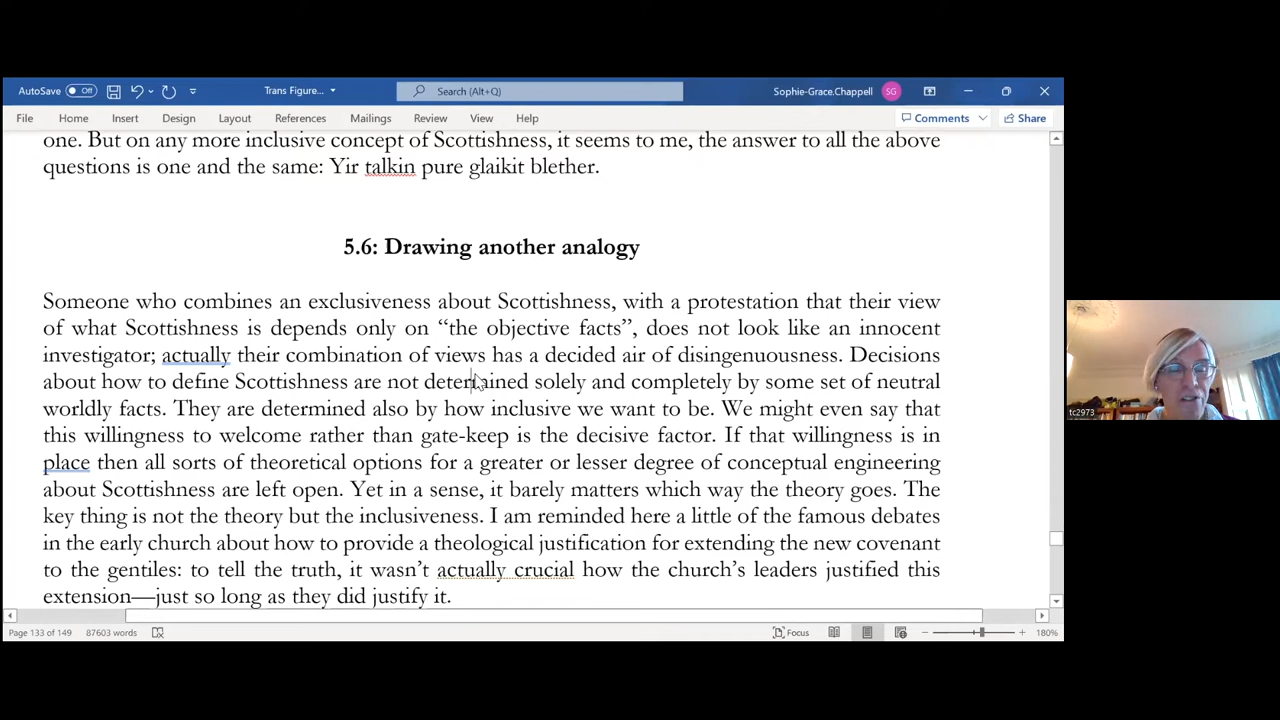 AutoSave Off Trans Figure... Search (Alt+Q) Sophie-Grace.Chappell SG
File Home Insert Design Layout References Mailings Review View Help Comments Share
one. But on any more inclusive concept of Scottishness, it seems to me, the answer to all the above
questions is one and the same: Yir talkin pure glaikit blether.
5.6: Drawing another analogy
Someone who combines an exclusiveness about Scottishness, with a protestation that their view
of what Scottishness is depends only on “the objective facts”, does not look like an innocent
investigator; actually their combination of views has a decided air of disingenuousness. Decisions
about how to define Scottishness are not determined solely and completely by some set of neutral
worldly facts. They are determined also by how inclusive we want to be. We might even say that
this willingness to welcome rather than gate-keep is the decisive factor. If that willingness is in
place then all sorts of theoretical options for a greater or lesser degree of conceptual engineering
about Scottishness are left open. Yet in a sense, it barely matters which way the theory goes. The
key thing is not the theory but the inclusiveness. I am reminded here a little of the famous debates
in the early church about how to provide a theological justification for extending the new covenant
to the gentiles: to tell the truth, it wasn’t actually crucial how the church’s leaders justified this
extension—just so long as they did justify it.
Page 133 of 149 87603 words Focus 180%
tc2973